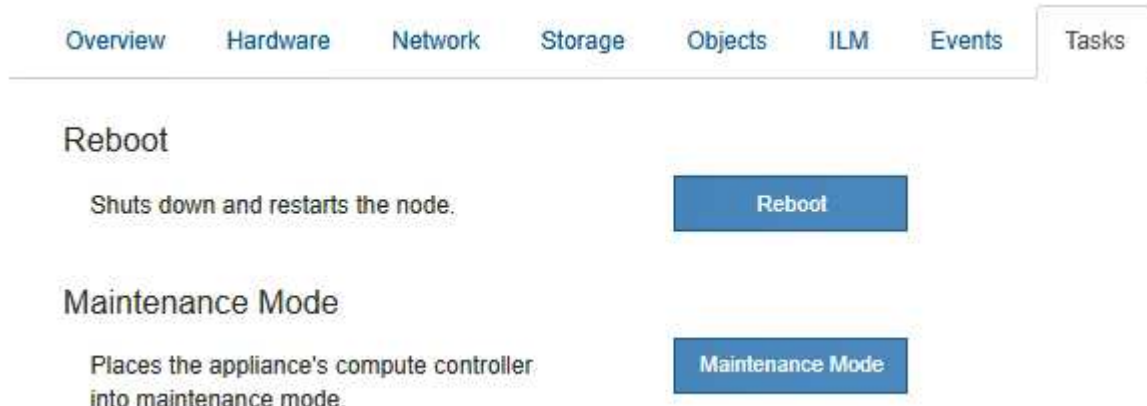 Overview Hardware Network Storage Objects ILM Events Tasks
Reboot
Shuts down and restarts the node. Reboot
Maintenance Mode
Places the appliance's compute controller Maintenance Mode
into maintenance mode.